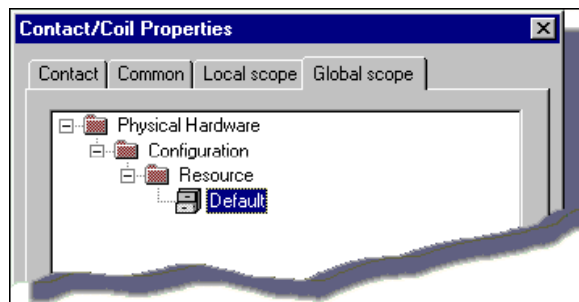 Contact/Coil Properties
Contact Common Local scope Global scope
Physical Hardware
Configuration
Resource
Default